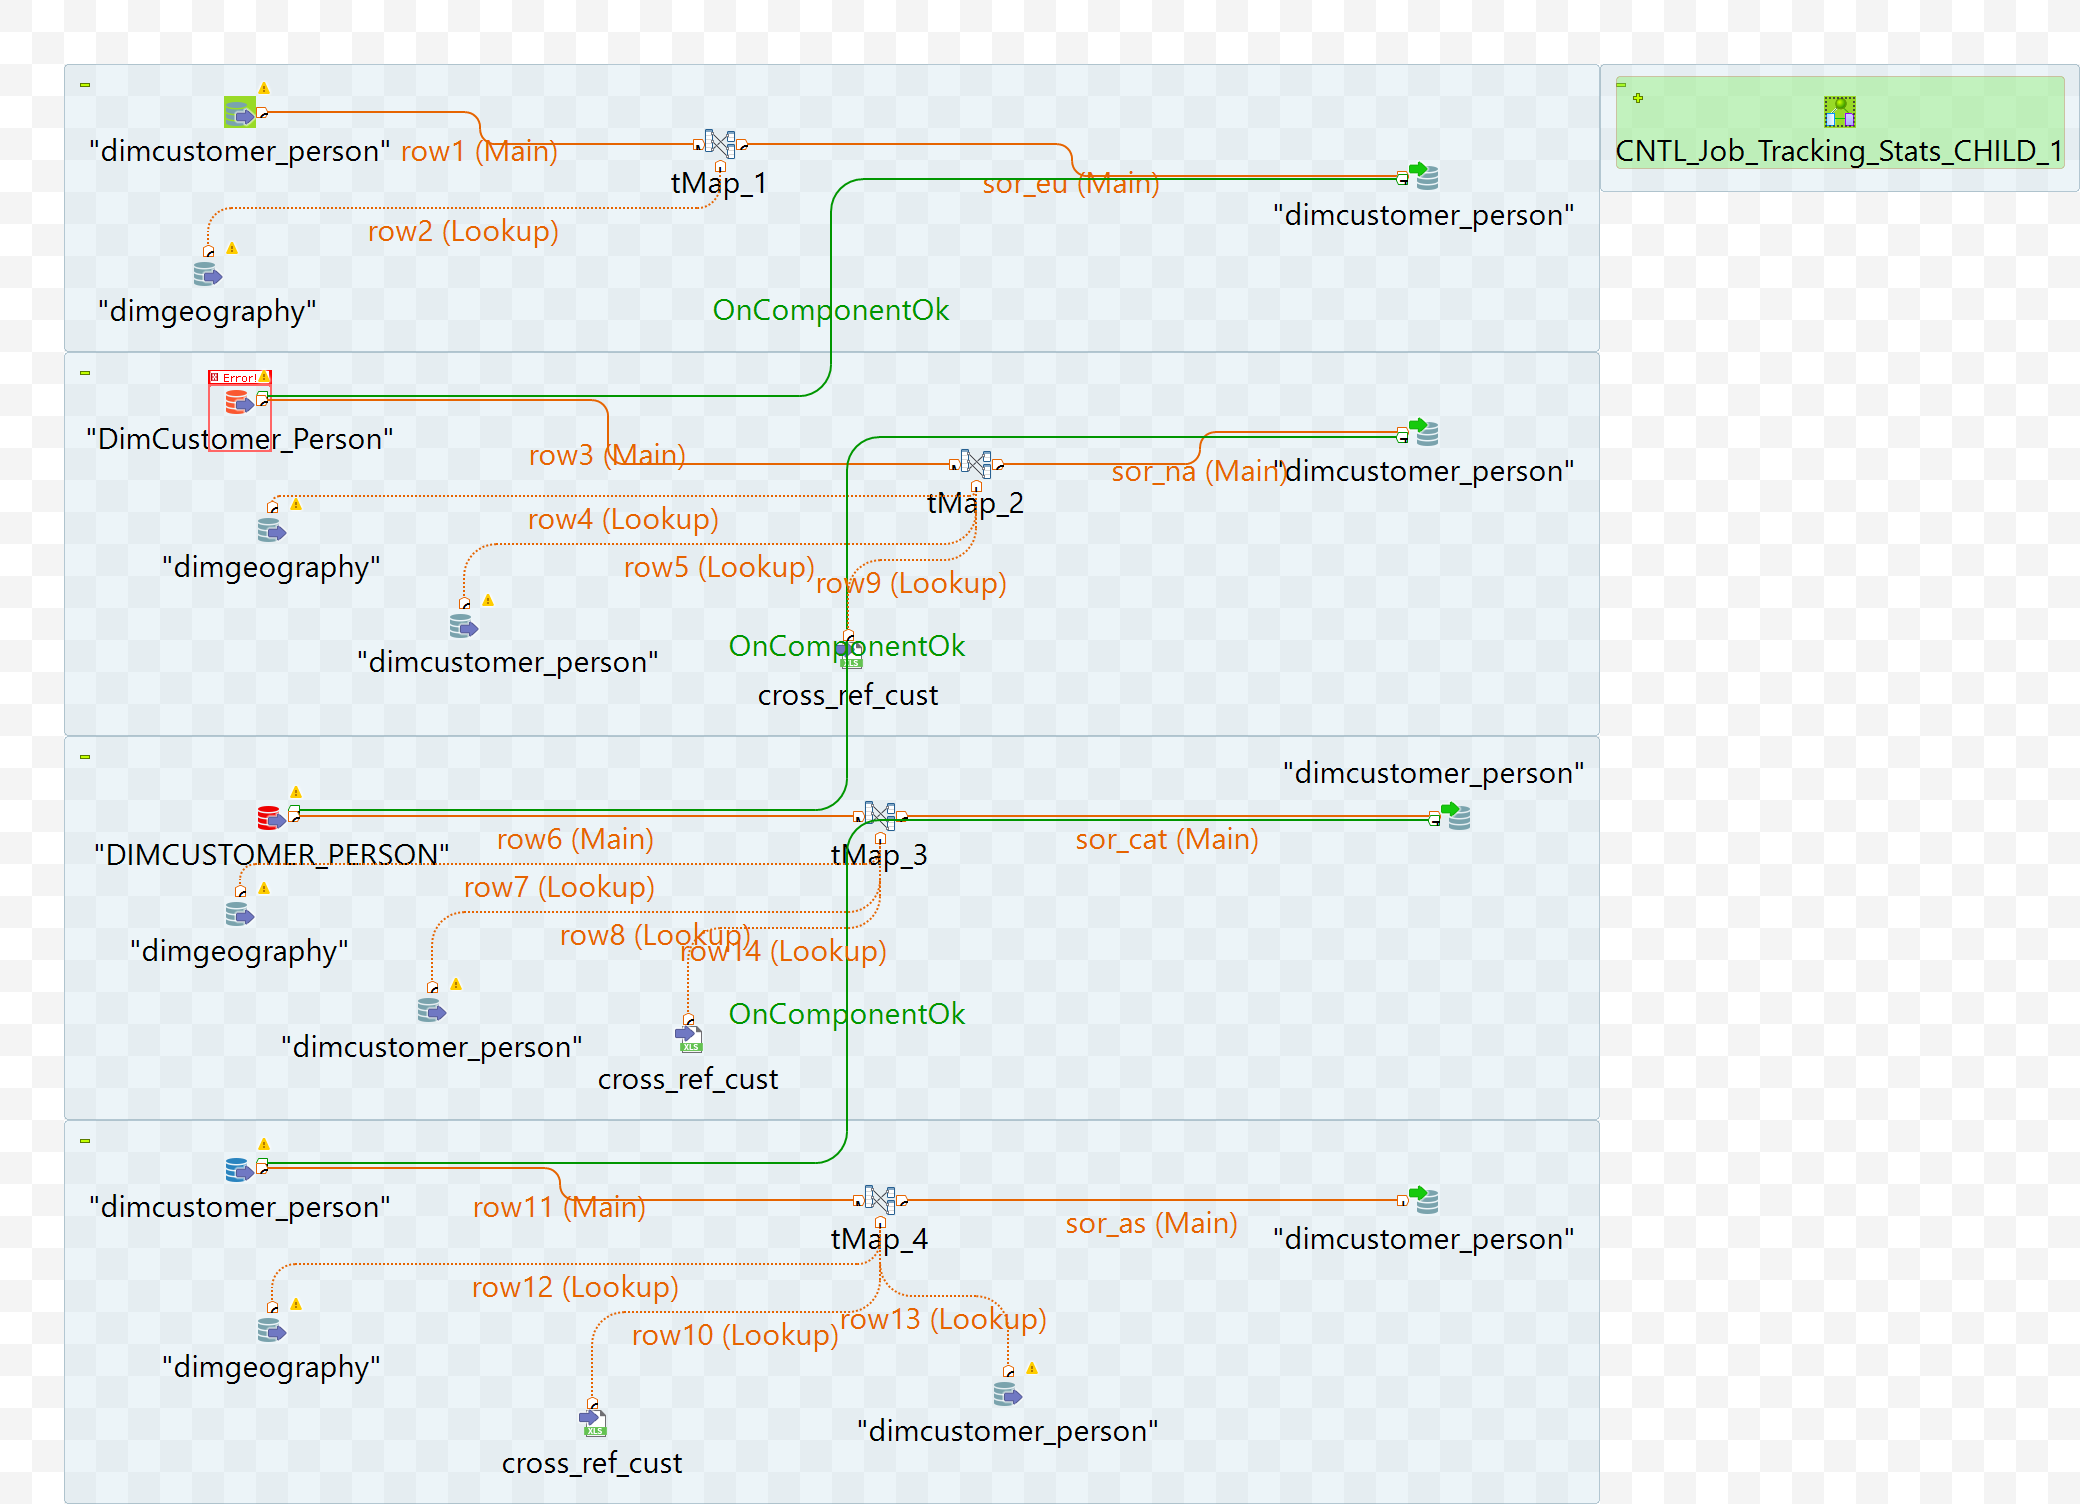 "dimcustomer_person"
row1 (Main)
tMap_1
sor_eu (Main)
"dimcustomer_person"
CNTL_Job_Tracking_Stats_CHILD_1
row2 (Lookup)
"dimgeography"
OnComponentOk
Error!
"DimCustomer_Person"
row3 (Main)
tMap_2
sor_na (Main)
"dimcustomer_person"
row4 (Lookup)
"dimgeography"
row5 (Lookup)
row9 (Lookup)
"dimcustomer_person"
OnComponentOk
XLS
cross_ref_cust
"dimcustomer_person"
"DIMCUSTOMER_PERSON"
row6 (Main)
tMap_3
sor_cat (Main)
row7 (Lookup)
"dimgeography"
row8 (Lookup)
row14 (Lookup)
"dimcustomer_person"
OnComponentOk
XLS
cross_ref_cust
"dimcustomer_person"
row11 (Main)
tMap_4
sor_as (Main)
"dimcustomer_person"
row12 (Lookup)
"dimgeography"
row10 (Lookup)
row13 (Lookup)
XLS
cross_ref_cust
"dimcustomer_person"